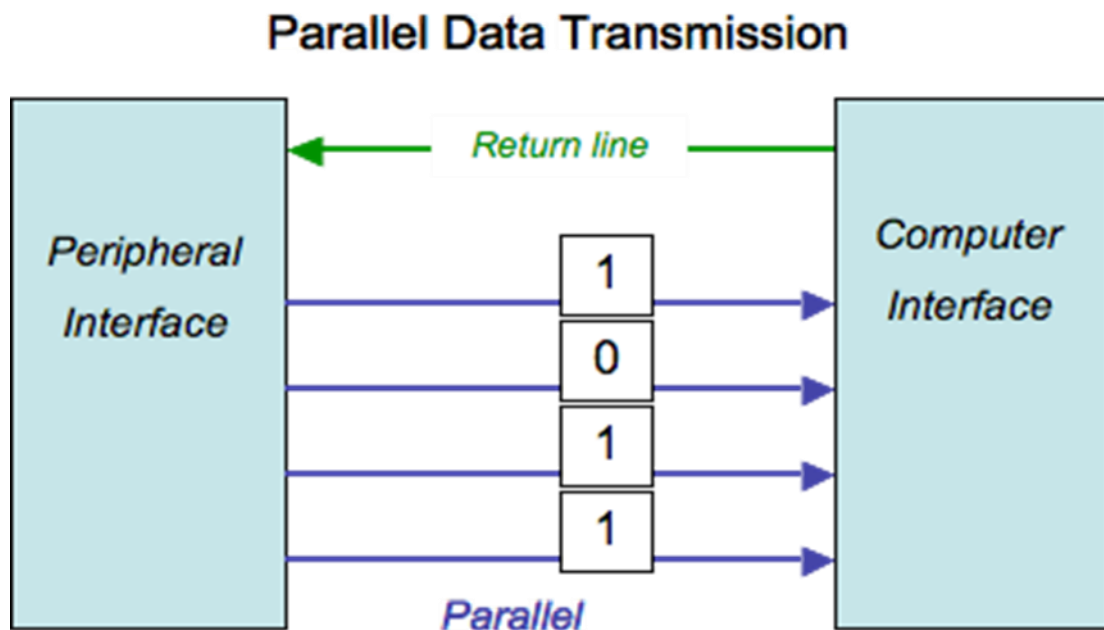 Parallel Data Transmission
Return line
Peripheral
Interface
Computer
Interface
1
0
1
1
Parallel